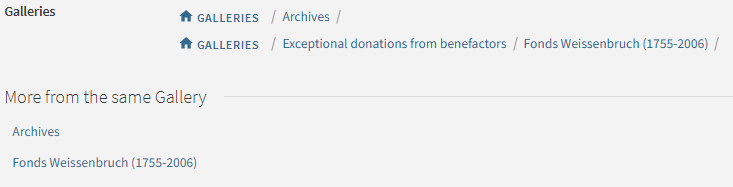 Galleries
GALLERIES / Archives /
GALLERIES / Exceptional donations from benefactors / Fonds Weissenbruch (1755-2006) /
More from the same Gallery
Archives
Fonds Weissenbruch (1755-2006)